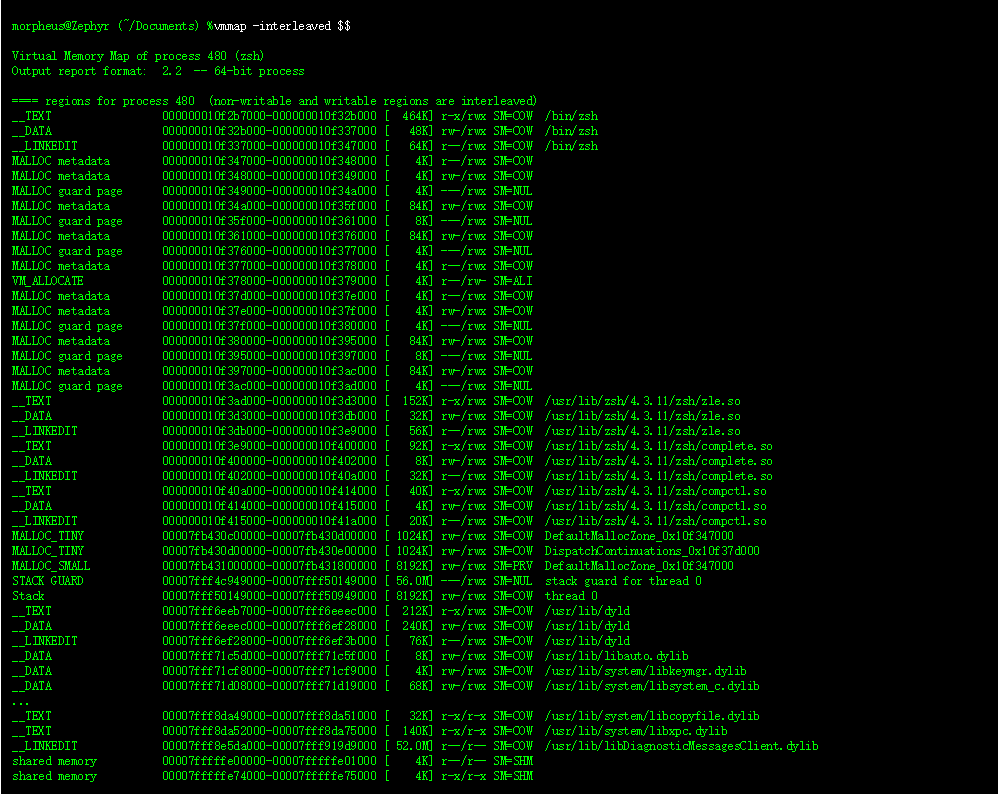 morpheus@Zephyr (~/Documents) %vmmap -interleaved $$
Virtual Memory Map of process 480 (zsh)
Output report format:  2.2  -- 64-bit process
==== regions for process 480  (non-writable and writable regions are interleaved)
__TEXT 000000010f2b7000-000000010f32b000 [  464K] r-x/rwx SM=COW  /bin/zsh
__DATA 000000010f32b000-000000010f337000 [   48K] rw-/rwx SM=COW  /bin/zsh
__LINKEDIT 000000010f337000-000000010f347000 [   64K] r--/rwx SM=COW  /bin/zsh
MALLOC metadata 000000010f347000-000000010f348000 [    4K] r--/rwx SM=COW
MALLOC metadata 000000010f348000-000000010f349000 [    4K] rw-/rwx SM=COW
MALLOC guard page 000000010f349000-000000010f34a000 [    4K] ---/rwx SM=NUL
MALLOC metadata 000000010f34a000-000000010f35f000 [   84K] rw-/rwx SM=COW
MALLOC guard page 000000010f35f000-000000010f361000 [    8K] ---/rwx SM=NUL
MALLOC metadata 000000010f361000-000000010f376000 [   84K] rw-/rwx SM=COW
MALLOC guard page 000000010f376000-000000010f377000 [    4K] ---/rwx SM=NUL
MALLOC metadata 000000010f377000-000000010f378000 [    4K] r--/rwx SM=COW
VM_ALLOCATE 000000010f378000-000000010f379000 [    4K] r--/rw- SM=ALI
MALLOC metadata 000000010f37d000-000000010f37e000 [    4K] r--/rwx SM=COW
MALLOC metadata 000000010f37e000-000000010f37f000 [    4K] rw-/rwx SM=COW
MALLOC guard page 000000010f37f000-000000010f380000 [    4K] ---/rwx SM=NUL
MALLOC metadata 000000010f380000-000000010f395000 [   84K] rw-/rwx SM=COW
MALLOC guard page 000000010f395000-000000010f397000 [    8K] ---/rwx SM=NUL
MALLOC metadata 000000010f397000-000000010f3ac000 [   84K] rw-/rwx SM=COW
MALLOC guard page 000000010f3ac000-000000010f3ad000 [    4K] ---/rwx SM=NUL
__TEXT 000000010f3ad000-000000010f3d3000 [  152K] r-x/rwx SM=COW  /usr/lib/zsh/4.3.11/zsh/zle.so
__DATA 000000010f3d3000-000000010f3db000 [   32K] rw-/rwx SM=COW  /usr/lib/zsh/4.3.11/zsh/zle.so
__LINKEDIT 000000010f3db000-000000010f3e9000 [   56K] r--/rwx SM=COW  /usr/lib/zsh/4.3.11/zsh/zle.so
__TEXT 000000010f3e9000-000000010f400000 [   92K] r-x/rwx SM=COW  /usr/lib/zsh/4.3.11/zsh/complete.so
__DATA 000000010f400000-000000010f402000 [    8K] rw-/rwx SM=COW  /usr/lib/zsh/4.3.11/zsh/complete.so
__LINKEDIT 000000010f402000-000000010f40a000 [   32K] r--/rwx SM=COW  /usr/lib/zsh/4.3.11/zsh/complete.so
__TEXT 000000010f40a000-000000010f414000 [   40K] r-x/rwx SM=COW  /usr/lib/zsh/4.3.11/zsh/compctl.so
__DATA 000000010f414000-000000010f415000 [    4K] rw-/rwx SM=COW  /usr/lib/zsh/4.3.11/zsh/compctl.so
__LINKEDIT 000000010f415000-000000010f41a000 [   20K] r--/rwx SM=COW  /usr/lib/zsh/4.3.11/zsh/compctl.so
MALLOC_TINY 00007fb430c00000-00007fb430d00000 [ 1024K] rw-/rwx SM=COW  DefaultMallocZone_0x10f347000
MALLOC_TINY 00007fb430d00000-00007fb430e00000 [ 1024K] rw-/rwx SM=COW  DispatchContinuations_0x10f37d000
MALLOC_SMALL 00007fb431000000-00007fb431800000 [ 8192K] rw-/rwx SM=PRV  DefaultMallocZone_0x10f347000
STACK GUARD 00007fff4c949000-00007fff50149000 [ 56.0M] ---/rwx SM=NUL  stack guard for thread 0
Stack 00007fff50149000-00007fff50949000 [ 8192K] rw-/rwx SM=COW  thread 0
__TEXT 00007fff6eeb7000-00007fff6eeec000 [  212K] r-x/rwx SM=COW  /usr/lib/dyld
__DATA 00007fff6eeec000-00007fff6ef28000 [  240K] rw-/rwx SM=COW  /usr/lib/dyld
__LINKEDIT 00007fff6ef28000-00007fff6ef3b000 [   76K] r--/rwx SM=COW  /usr/lib/dyld
__DATA 00007fff71c5d000-00007fff71c5f000 [    8K] rw-/rwx SM=COW  /usr/lib/libauto.dylib
__DATA 00007fff71cf8000-00007fff71cf9000 [    4K] rw-/rwx SM=COW  /usr/lib/system/libkeymgr.dylib
__DATA 00007fff71d08000-00007fff71d19000 [   68K] rw-/rwx SM=COW  /usr/lib/system/libsystem_c.dylib
...
__TEXT 00007fff8da49000-00007fff8da51000 [   32K] r-x/r-x SM=COW  /usr/lib/system/libcopyfile.dylib
__TEXT 00007fff8da52000-00007fff8da75000 [  140K] r-x/r-x SM=COW  /usr/lib/system/libxpc.dylib
__LINKEDIT 00007fff8e5da000-00007fff919d9000 [ 52.0M] r--/r-- SM=COW  /usr/lib/libDiagnosticMessagesClient.dylib
shared memory 00007fffffe00000-00007fffffe01000 [    4K] r--/r-- SM=SHM
shared memory 00007fffffe74000-00007fffffe75000 [    4K] r-x/r-x SM=SHM